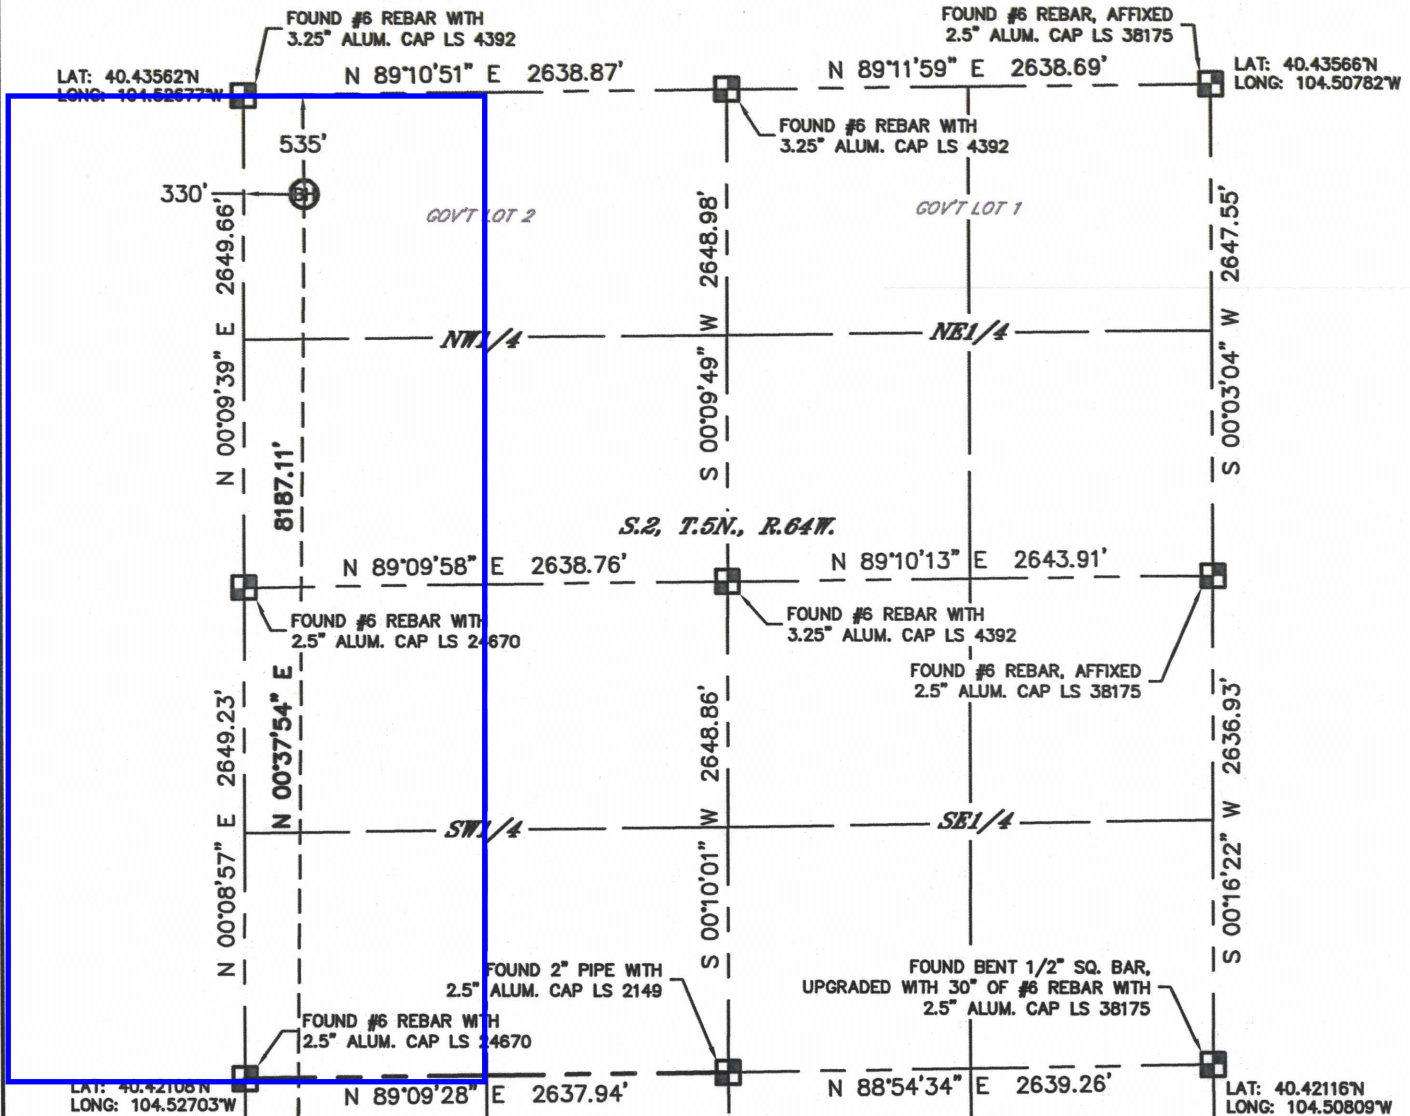 FOUND #6 REBAR WITH
3.25" ALUM. CAP LS 4392
FOUND #6 REBAR, AFFIXED
2.5" ALUM. CAP LS 38175
LAT: 40.43562°N
LONG: 104.52677°W
N 89°10'51" E 2638.87'
N 89°11'59" E 2638.69'
LAT: 40.43566°N
LONG: 104.50782°W
535'
FOUND #6 REBAR WITH
3.25" ALUM. CAP LS 4392
330'
BH
GOV'T LOT 2
GOV'T LOT 1
N 00°09'39" E 2649.66'
S 00°09'49" W 2648.98'
S 00°03'04" W 2647.55'
NW1/4
NE1/4
8187.11'
S.2, T.5N., R.64W.
N 89°09'58" E 2638.76'
N 89°10'13" E 2643.91'
FOUND #6 REBAR WITH
2.5" ALUM. CAP LS 24670
FOUND #6 REBAR WITH
3.25" ALUM. CAP LS 4392
FOUND #6 REBAR, AFFIXED
2.5" ALUM. CAP LS 38175
N 00°37'54" E
N 00°08'57" E 2649.23'
S 00°10'01" W 2648.86'
S 00°16'22" W 2636.93'
SW1/4
SE1/4
FOUND 2" PIPE WITH
2.5" ALUM. CAP LS 2149
FOUND BENT 1/2" SQ. BAR,
UPGRADED WITH 30" OF #6 REBAR WITH
2.5" ALUM. CAP LS 38175
FOUND #6 REBAR WITH
2.5" ALUM. CAP LS 24670
LAT: 40.42108°N
LONG: 104.52703°W
N 89°09'28" E 2637.94'
N 88°54'34" E 2639.26'
LAT: 40.42116°N
LONG: 104.50809°W